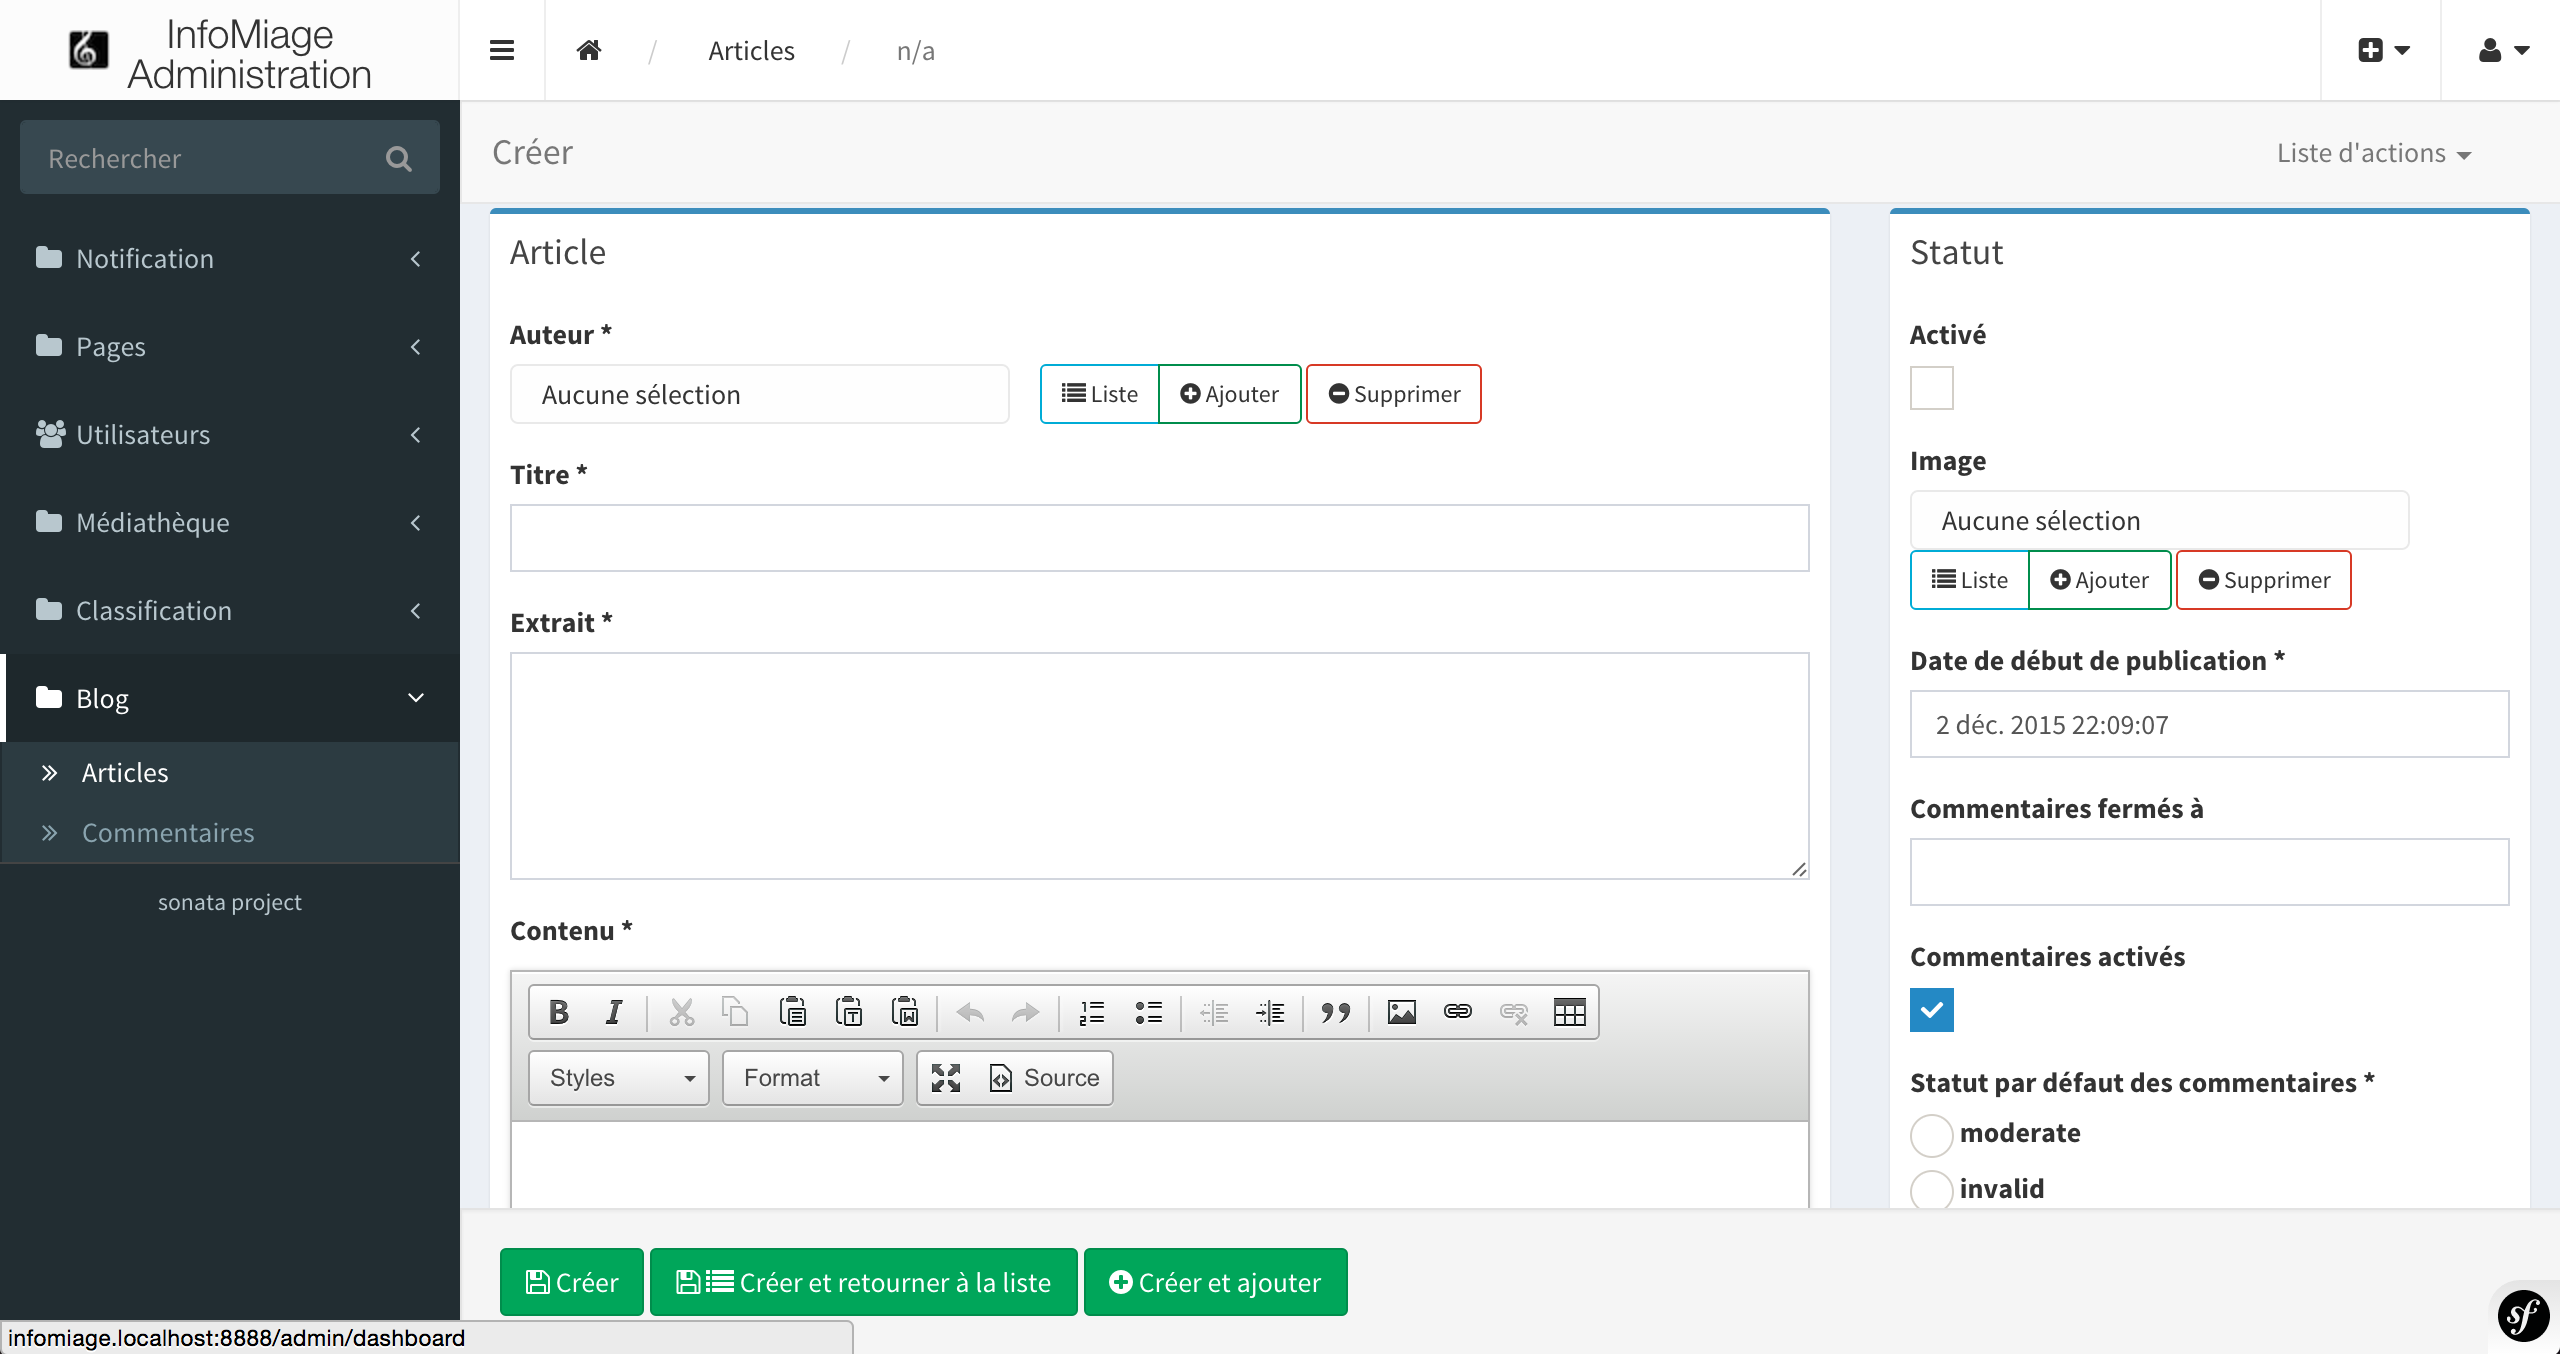 InfoMiage
Administration
/ Articles / n/a
Rechercher
Créer
Liste d'actions
Notification
Pages
Utilisateurs
Médiathèque
Classification
Blog
Articles
Commentaires
sonata project
Article
Auteur *
Aucune sélection
Liste Ajouter Supprimer
Titre *
Extrait *
Contenu *
B I
Styles Format Source
Statut
Activé
Image
Aucune sélection
Liste Ajouter Supprimer
Date de début de publication *
2 déc. 2015 22:09:07
Commentaires fermés à
Commentaires activés
Statut par défaut des commentaires *
moderate
invalid
Créer Créer et retourner à la liste Créer et ajouter
infomiage.localhost:8888/admin/dashboard
sf